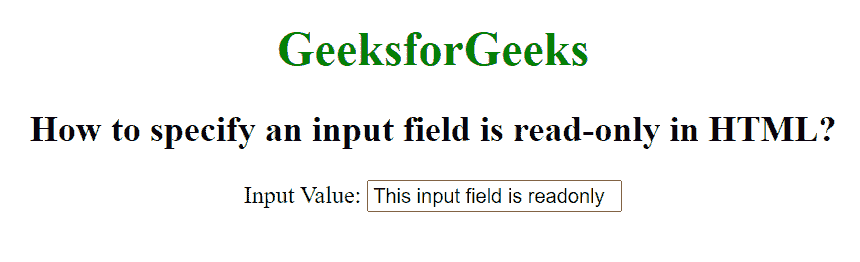 GeeksforGeeks
How to specify an input field is read-only in HTML?
Input Value: This input field is readonly